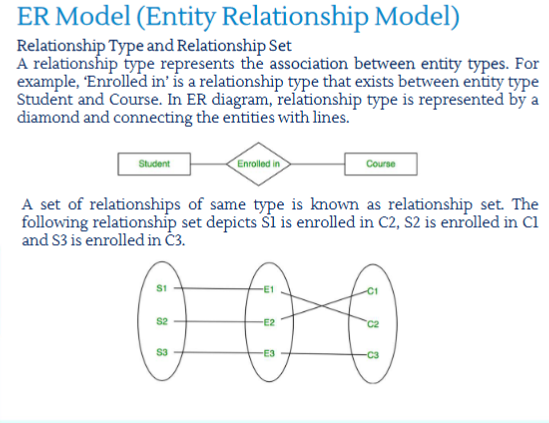 ER Model (Entity Relationship Model)
Relationship Type and Relationship Set
A relationship type represents the association between entity types. For
example, ‘Enrolled in’ is a relationship type that exists between entity type
Student and Course. In ER diagram, relationship type is represented by a
diamond and connecting the entities with lines.
Student Enrolled in Course
A set of relationships of same type is known as relationship set. The
following relationship set depicts S1 is enrolled in C2, S2 is enrolled in C1
and S3 is enrolled in C3.
S1 E1 C1
S2 E2 C2
S3 E3 C3